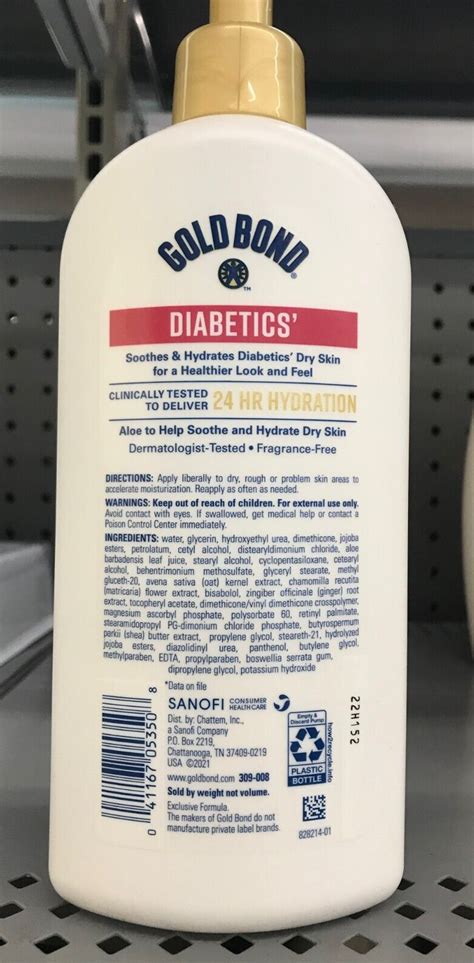 GOLD BOND
™
DIABETICS'
Soothes & Hydrates Diabetics' Dry Skin
for a Healthier Look and Feel
CLINICALLY TESTED
TO DELIVER 24 HR HYDRATION
Aloe to Help Soothe and Hydrate Dry Skin
Dermatologist-Tested • Fragrance-Free
DIRECTIONS: Apply liberally to dry, rough or problem skin areas to
accelerate moisturization. Reapply as often as needed.
WARNINGS: Keep out of reach of children. For external use only.
Avoid contact with eyes. If swallowed, get medical help or contact a
Poison Control Center immediately.
INGREDIENTS: water, glycerin, hydroxyethyl urea, dimethicone, jojoba
esters, petrolatum, cetyl alcohol, distearyldimonium chloride, aloe
barbadensis leaf juice, stearyl alcohol, cyclopentasiloxane, cetearyl
alcohol, behentrimonium methosulfate, glyceryl stearate, methyl
gluceth-20, avena sativa (oat) kernel extract, chamomilla recutita
(matricaria) flower extract, bisabolol, zingiber officinale (ginger) root
extract, tocopheryl acetate, dimethicone/vinyl dimethicone crosspolymer,
magnesium ascorbyl phosphate, polysorbate 60, retinyl palmitate,
stearamidopropyl PG-dimonium chloride phosphate, butyrospermum
parkii (shea) butter extract, propylene glycol, steareth-21, hydrolyzed
jojoba esters, diazolidinyl urea, panthenol, butylene glycol,
methylparaben, EDTA, propylparaben, boswellia serrata gum,
dipropylene glycol, potassium hydroxide
*Data on file
SANOFI CONSUMER
HEALTHCARE
Dist. by: Chattem, Inc.,
a Sanofi Company
P.O. Box 2219,
Chattanooga, TN 37409-0219
USA ©2021
www.goldbond.com 309-008
Sold by weight not volume.
Exclusive Formula.
The makers of Gold Bond do not
manufacture private label brands.
0 41167 05350 8
Empty &
Discard Pump
PLASTIC
BOTTLE
how2recycle.info
828214-01
22H152